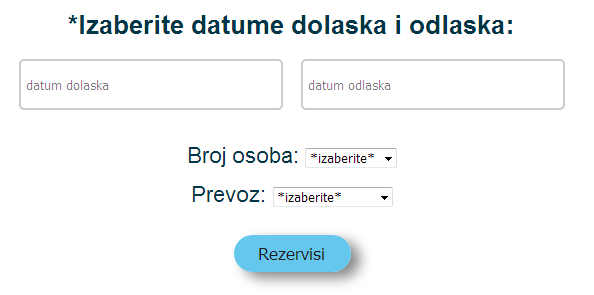 *Izaberite datume dolaska i odlaska:
datum dolaska datum odlaska
Broj osoba: *izaberite*
Prevoz: *izaberite*
Rezervisi